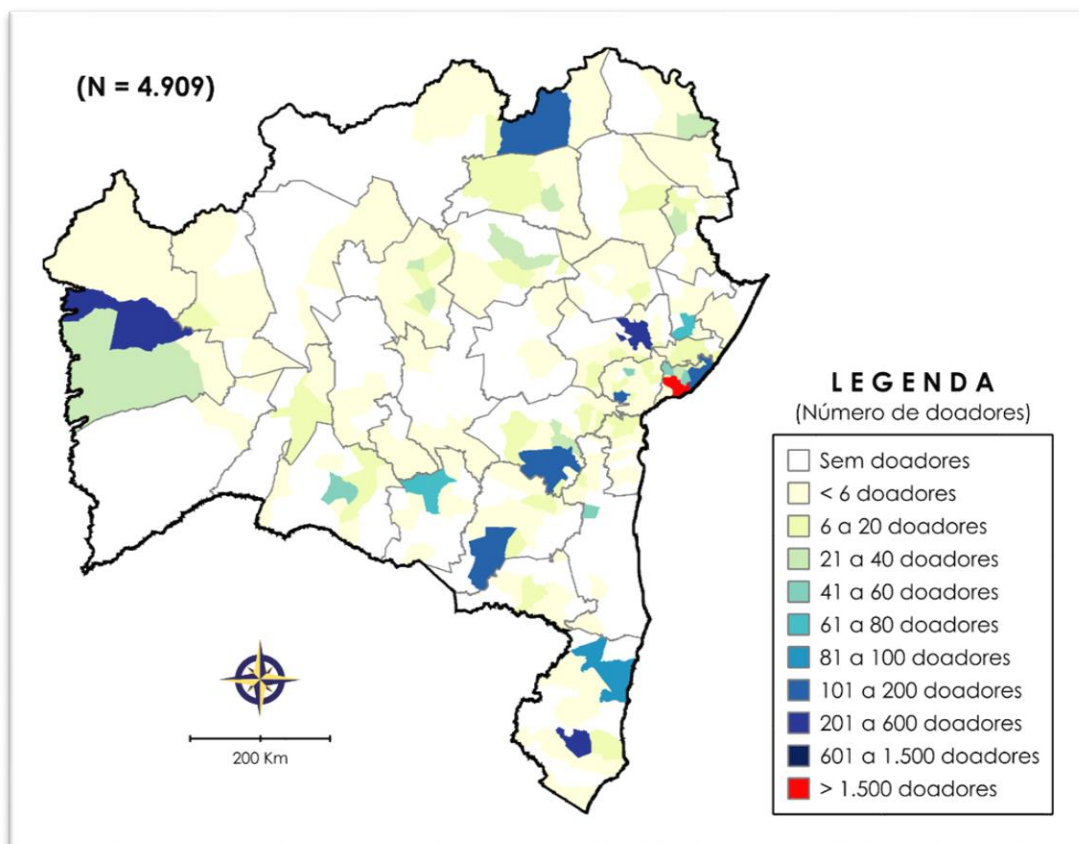 (N = 4.909)
LEGENDA
(Número de doadores)
Sem doadores
< 6 doadores
6 a 20 doadores
21 a 40 doadores
41 a 60 doadores
61 a 80 doadores
81 a 100 doadores
101 a 200 doadores
201 a 600 doadores
601 a 1.500 doadores
> 1.500 doadores
200 Km